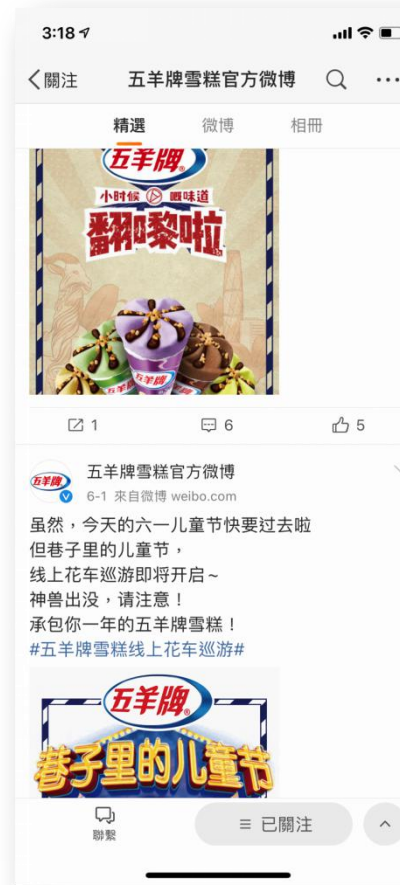 3:18
關注
五羊牌雪糕官方微博
精選
微博
相冊
五羊牌
小时候 嘅味道
翻嚟啦
五羊牌
1
6
5
五羊牌
五羊牌雪糕官方微博
6-1 來自微博 weibo.com
虽然，今天的六一儿童节快要过去啦
但巷子里的儿童节，
线上花车巡游即将开启~
神兽出没，请注意！
承包你一年的五羊牌雪糕！
#五羊牌雪糕线上花车巡游#
五羊牌
巷子里的儿童节
聯繫
已關注